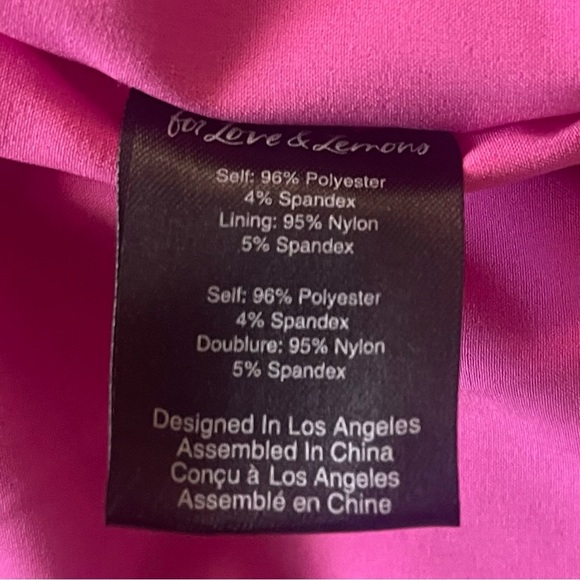 for Love & Lemons
Self: 96% Polyester
4% Spandex
Lining: 95% Nylon
5% Spandex
Self: 96% Polyester
4% Spandex
Doublure: 95% Nylon
5% Spandex
Designed In Los Angeles
Assembled In China
Conçu à Los Angeles
Assemblé en Chine